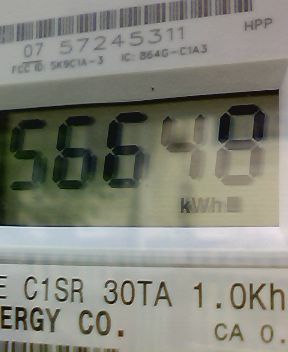 07 57245311 HPP
FCC ID: SK9C1A-3 IC: 864G-C1A3
56648
kWh
E C1SR 30TA 1.0Kh
ERGY CO. CA 0.